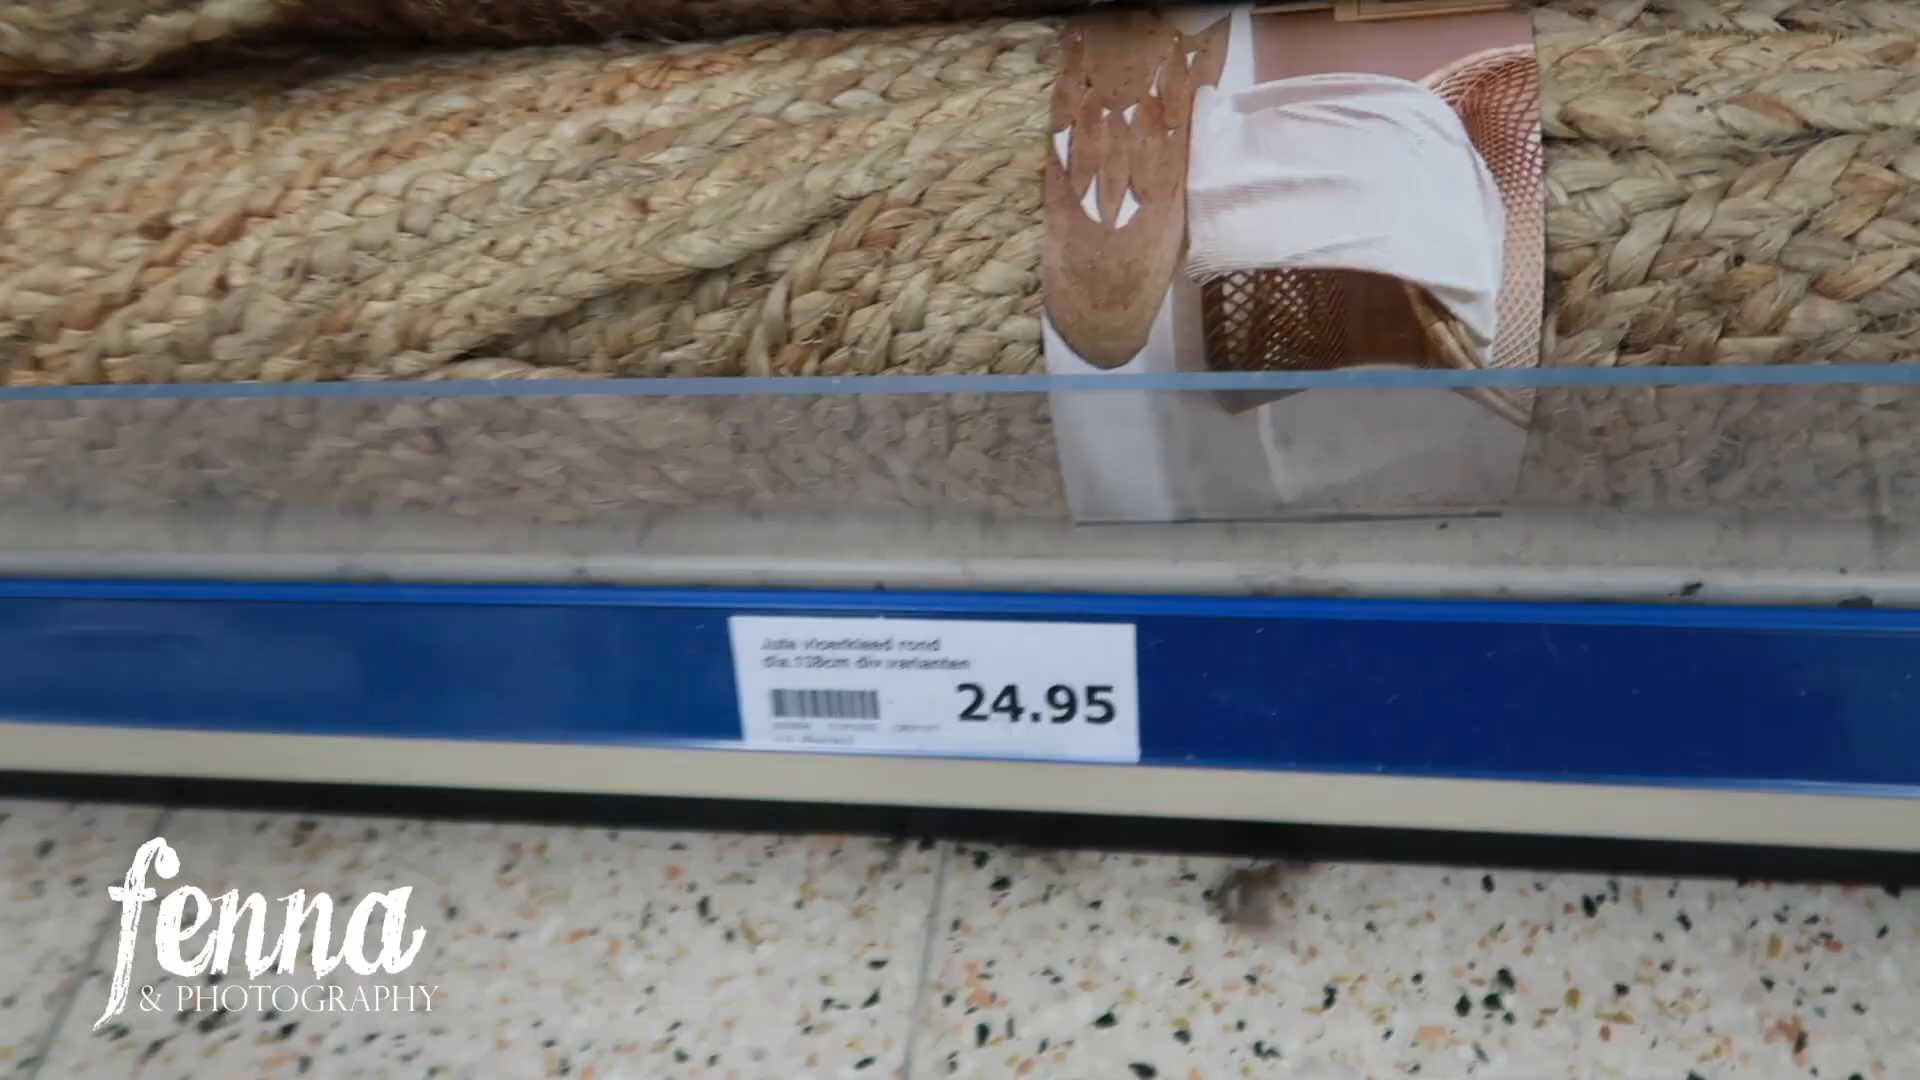 Jute vloerkleed rond
dia.138cm div.varianten
24.95
fenna
& PHOTOGRAPHY